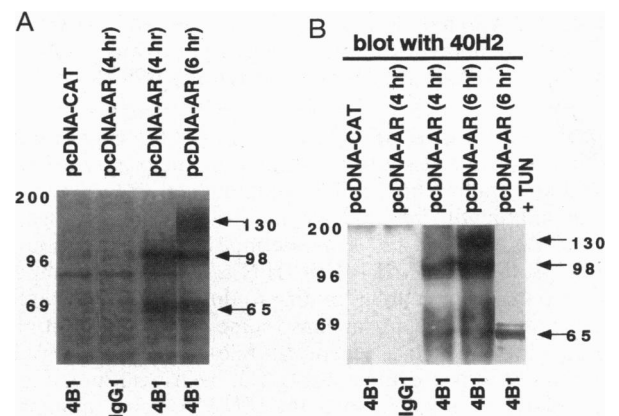 A
pcDNA-CAT
pcDNA-AR (4 hr)
pcDNA-AR (4 hr)
pcDNA-AR (6 hr)
200
96
69
130
98
65
4B1
IgG1
4B1
4B1
B
blot with 40H2
pcDNA-CAT
pcDNA-AR (4 hr)
pcDNA-AR (4 hr)
pcDNA-AR (6 hr)
pcDNA-AR (6 hr)
+ TUN
200
96
69
130
98
65
4B1
IgG1
4B1
4B1
4B1